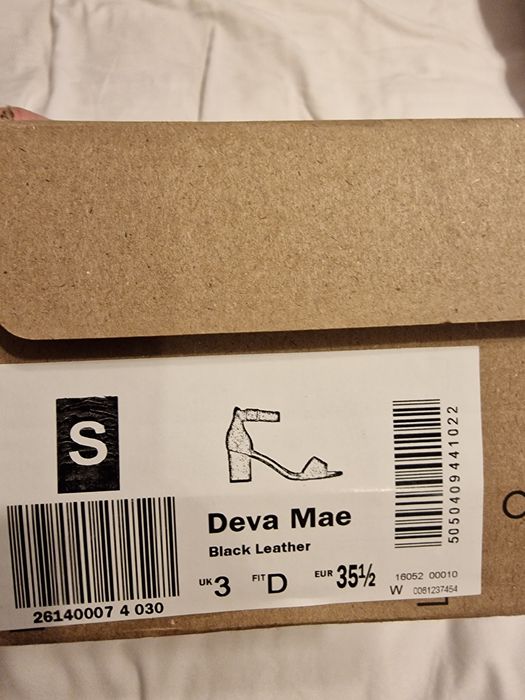 S
26140007 4 030
Deva Mae
Black Leather
UK 3 FIT D EUR 35½
5050409441022
16052 00010
W 0081237454